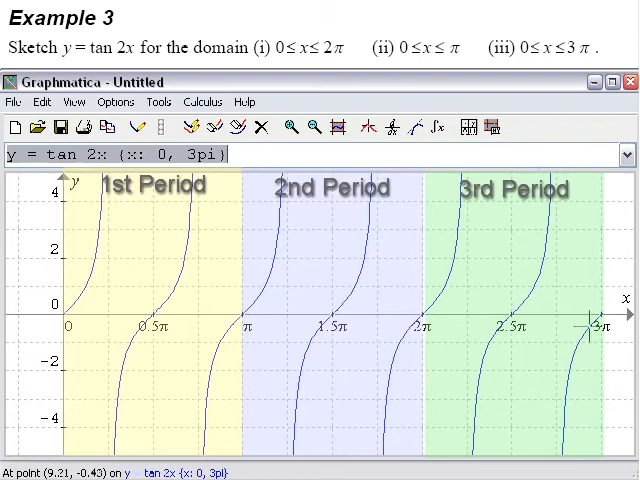 Example 3
Sketch y = tan 2x for the domain (i) 0 ≤ x ≤ 2π (ii) 0 ≤ x ≤ π (iii) 0 ≤ x ≤ 3 π .
Graphmatica - Untitled
File Edit View Options Tools Calculus Help
y = tan 2x {x: 0, 3pi}
1st Period 2nd Period 3rd Period
y
4
2
0
x
0 0.5π π 1.5π 2π 2.5π 3π
-2
-4
At point (9.21, -0.43) on y = tan 2x {x: 0, 3pi}